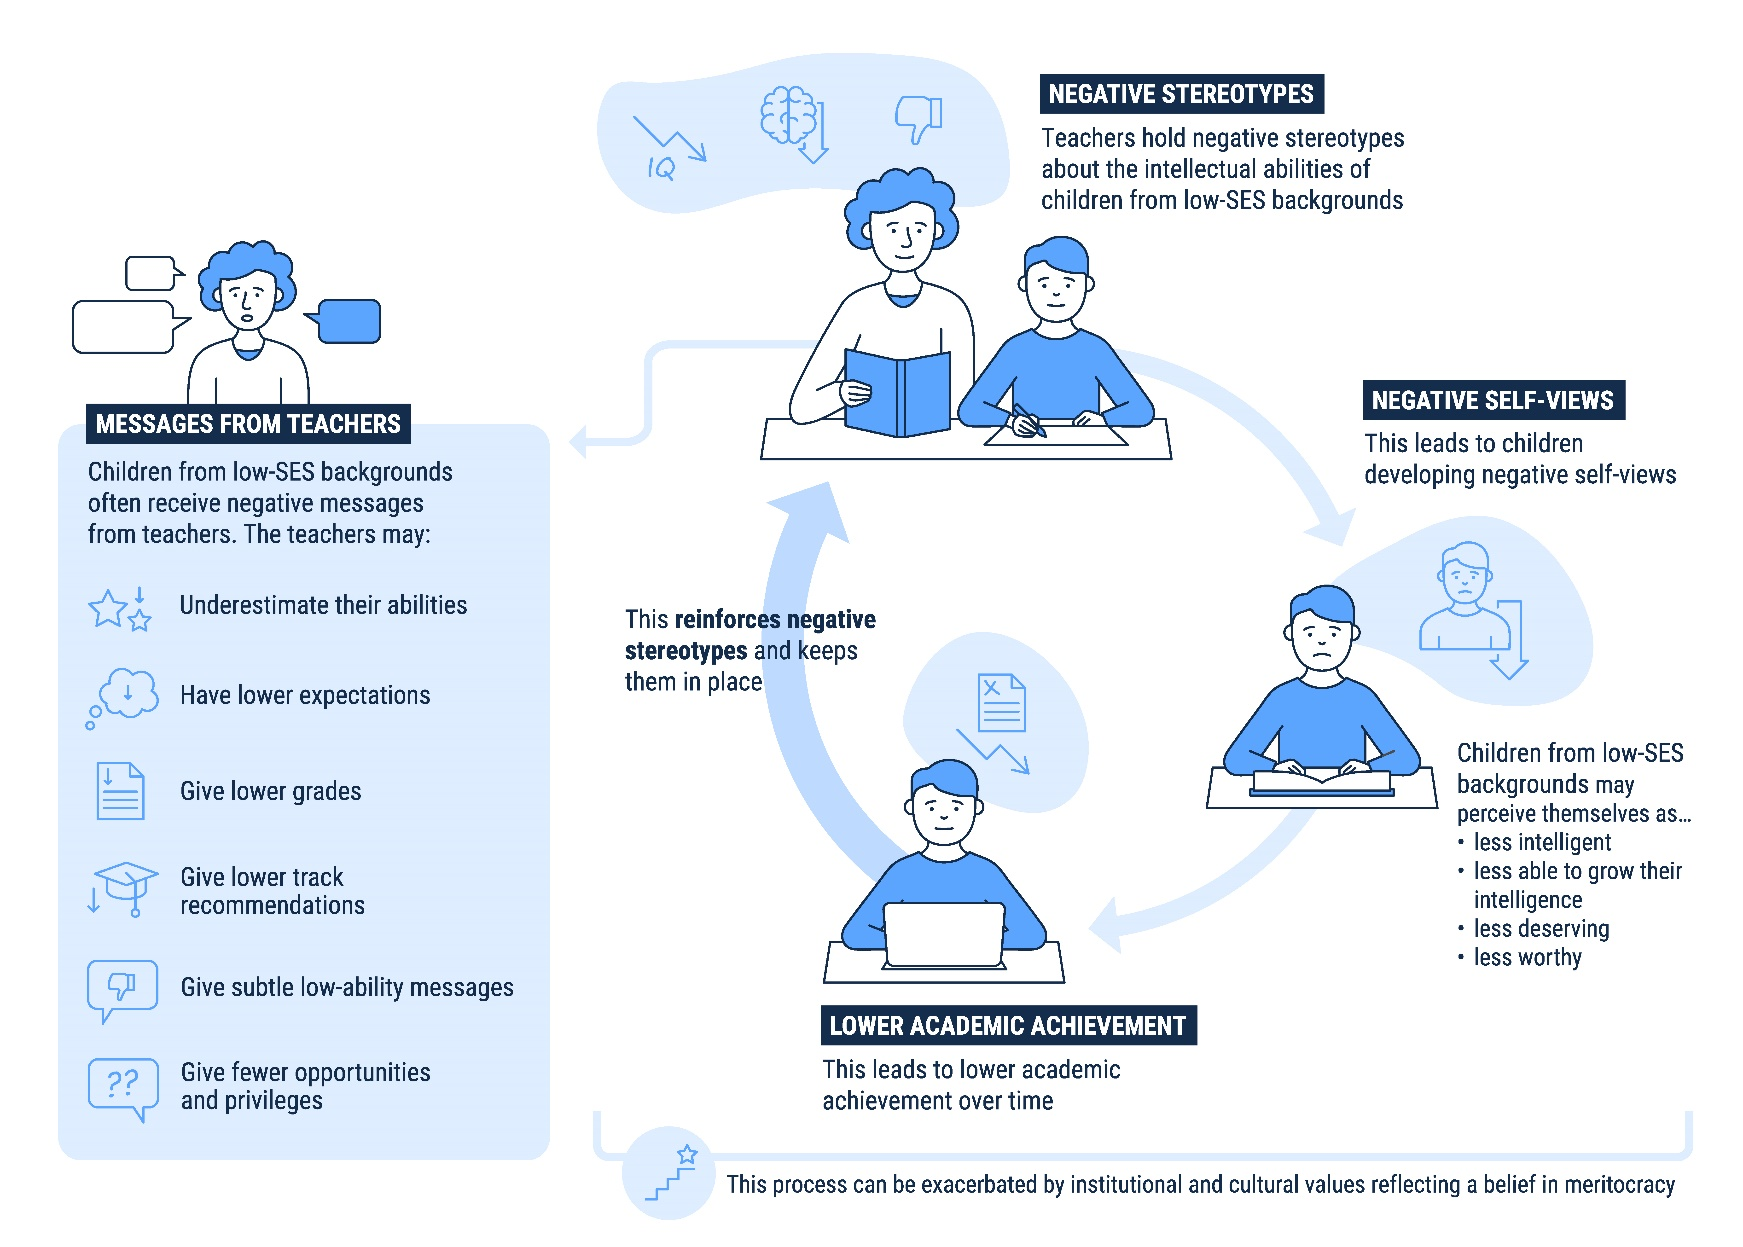 NEGATIVE STEREOTYPES
Teachers hold negative stereotypes
about the intellectual abilities of
children from low-SES backgrounds
IQ
MESSAGES FROM TEACHERS
Children from low-SES backgrounds
often receive negative messages
from teachers. The teachers may:
Underestimate their abilities
Have lower expectations
Give lower grades
Give lower track
recommendations
Give subtle low-ability messages
??
Give fewer opportunities
and privileges
NEGATIVE SELF-VIEWS
This leads to children
developing negative self-views
Children from low-SES
backgrounds may
perceive themselves as...
• less intelligent
• less able to grow their
intelligence
• less deserving
• less worthy
X
LOWER ACADEMIC ACHIEVEMENT
This leads to lower academic
achievement over time
This reinforces negative
stereotypes and keeps
them in place
This process can be exacerbated by institutional and cultural values reflecting a belief in meritocracy